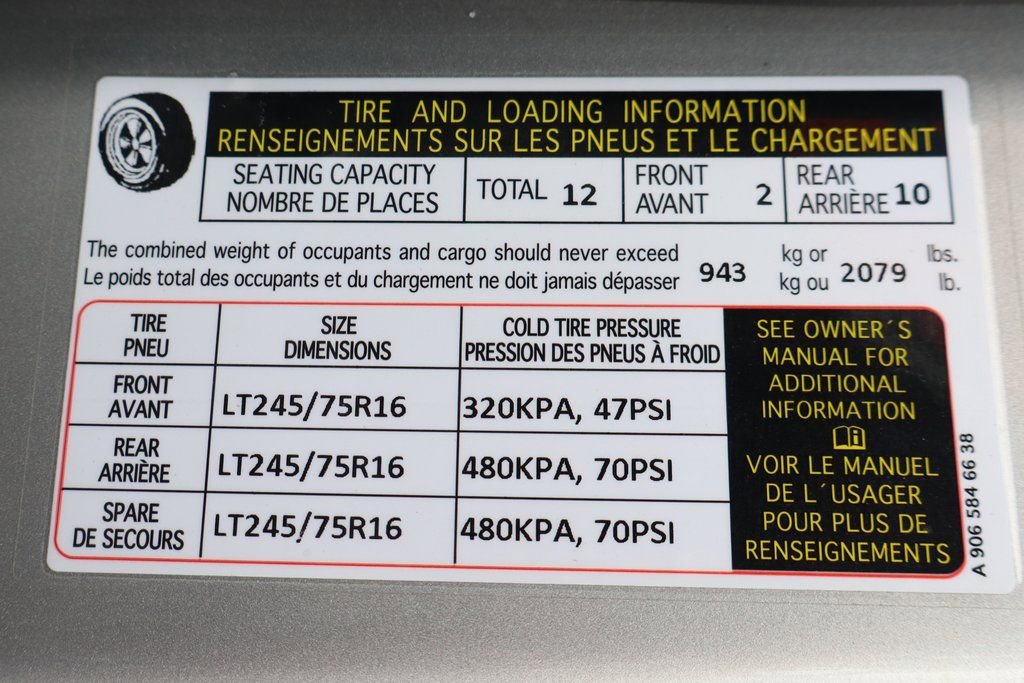 TIRE AND LOADING INFORMATION
RENSEIGNEMENTS SUR LES PNEUS ET LE CHARGEMENT
SEATING CAPACITY
NOMBRE DE PLACES
TOTAL 12
FRONT
AVANT 2
REAR
ARRIÈRE 10
The combined weight of occupants and cargo should never exceed
Le poids total des occupants et du chargement ne doit jamais dépasser
943
kg or
kg ou
2079
lbs.
lb.
TIRE
PNEU
SIZE
DIMENSIONS
COLD TIRE PRESSURE
PRESSION DES PNEUS À FROID
FRONT
AVANT
LT245/75R16
320KPA, 47PSI
REAR
ARRIÈRE
LT245/75R16
480KPA, 70PSI
SPARE
DE SECOURS
LT245/75R16
480KPA, 70PSI
SEE OWNER´S
MANUAL FOR
ADDITIONAL
INFORMATION
VOIR LE MANUEL
DE L´USAGER
POUR PLUS DE
RENSEIGNEMENTS
A 906 584 66 38